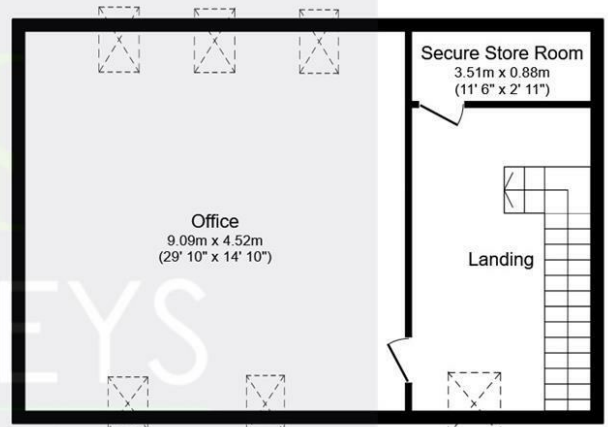 Secure Store Room
3.51m x 0.88m
(11' 6" x 2' 11")
Office
9.09m x 4.52m
(29' 10" x 14' 10")
Landing
EYS